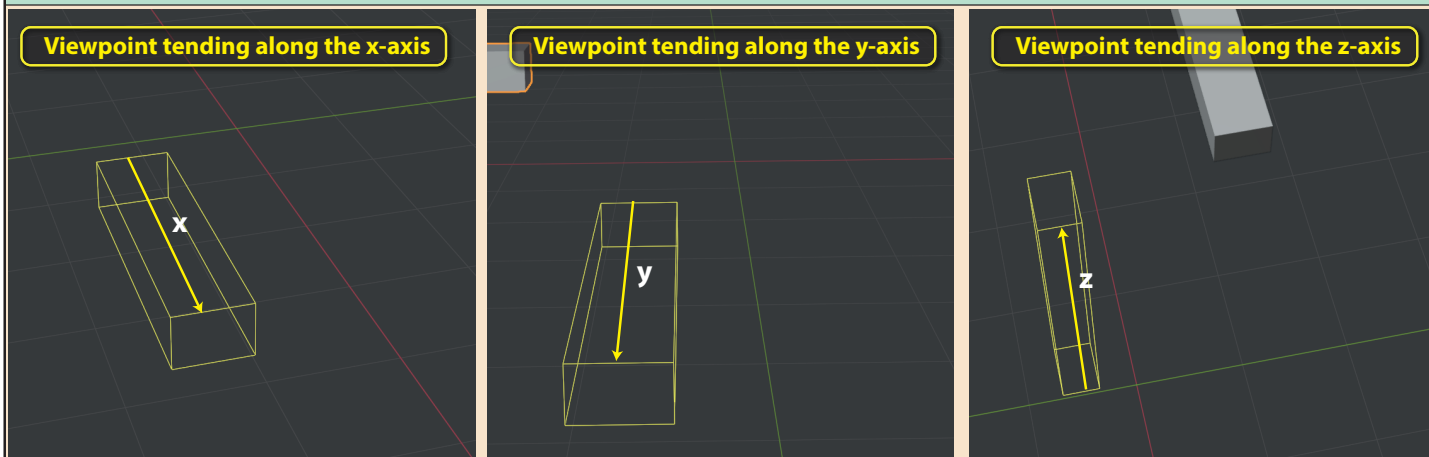 Viewpoint tending along the x-axis
x
Viewpoint tending along the y-axis
y
Viewpoint tending along the z-axis
z